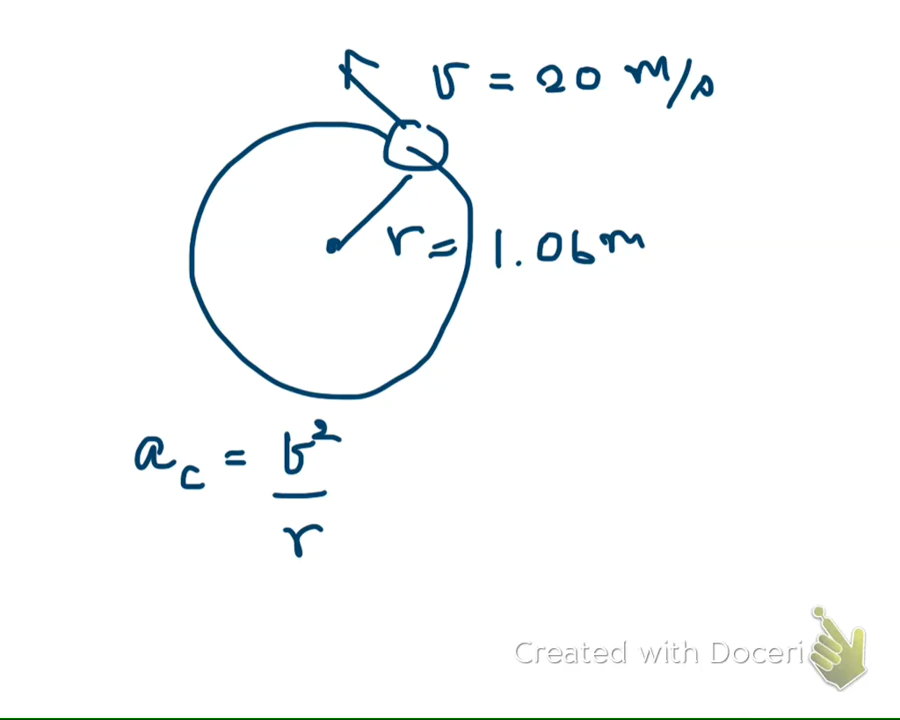 v = 20 m/s
r = 1.06m
a_c = v²/r
Created with Doceri